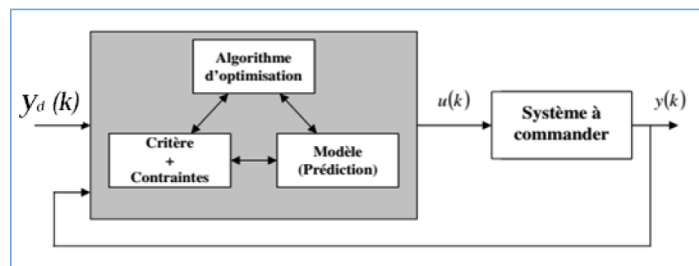 Algorithme
d'optimisation
y_d (k)
u(k)
y(k)
Système à
commander
Critère
+
Contraintes
Modèle
(Prédiction)